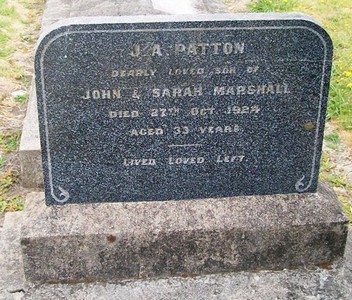 J. A. PATTON
DEARLY LOVED SON OF
JOHN & SARAH MARSHALL
DIED 27TH OCT 1924
AGED 33 YEARS
LIVED LOVED LEFT.